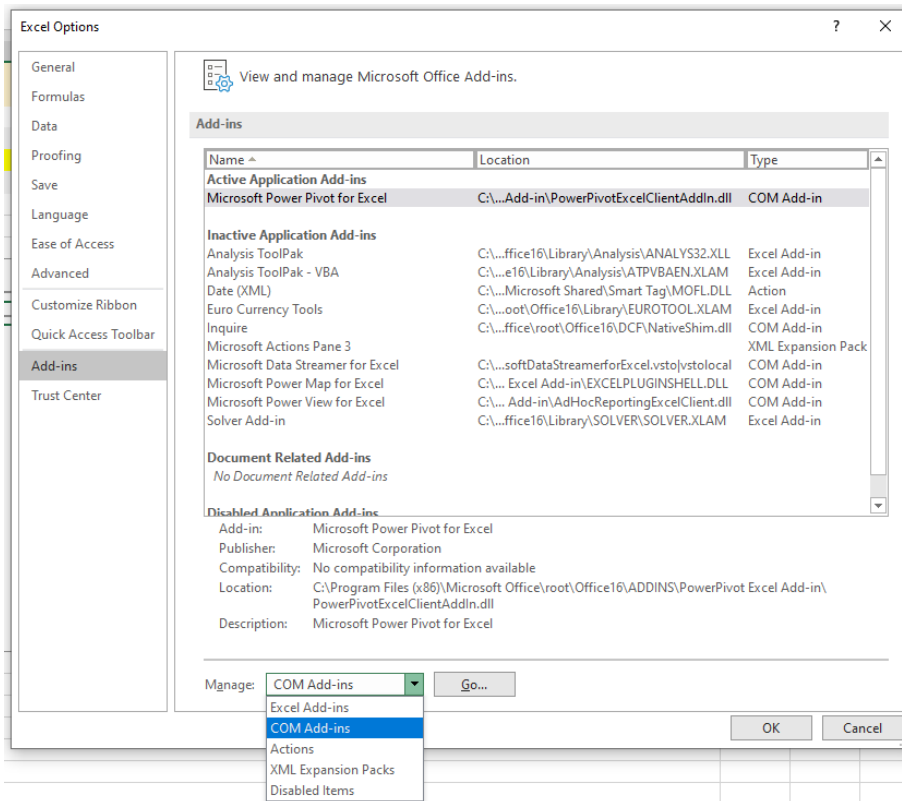 Excel Options ? ×
General
Formulas
Data
Proofing
Save
Language
Ease of Access
Advanced
Customize Ribbon
Quick Access Toolbar
Add-ins
Trust Center
View and manage Microsoft Office Add-ins.
Add-ins
Name Location Type
Active Application Add-ins
Microsoft Power Pivot for Excel C:\...Add-in\PowerPivotExcelClientAddIn.dll COM Add-in
Inactive Application Add-ins
Analysis ToolPak C:\...ffice16\Library\Analysis\ANALYS32.XLL Excel Add-in
Analysis ToolPak - VBA C:\...e16\Library\Analysis\ATPVBAEN.XLAM Excel Add-in
Date (XML) C:\...Microsoft Shared\Smart Tag\MOFL.DLL Action
Euro Currency Tools C:\...oot\Office16\Library\EUROTOOL.XLAM Excel Add-in
Inquire C:\...ffice\root\Office16\DCF\NativeShim.dll COM Add-in
Microsoft Actions Pane 3 XML Expansion Pack
Microsoft Data Streamer for Excel C:\...softDataStreamerforExcel.vsto|vstolocal COM Add-in
Microsoft Power Map for Excel C:\... Excel Add-in\EXCELPLUGINSHELL.DLL COM Add-in
Microsoft Power View for Excel C:\... Add-in\AdHocReportingExcelClient.dll COM Add-in
Solver Add-in C:\...ffice16\Library\SOLVER\SOLVER.XLAM Excel Add-in
Document Related Add-ins
No Document Related Add-ins
Disabled Application Add-ins
Add-in: Microsoft Power Pivot for Excel
Publisher: Microsoft Corporation
Compatibility: No compatibility information available
Location: C:\Program Files (x86)\Microsoft Office\root\Office16\ADDINS\PowerPivot Excel Add-in\
PowerPivotExcelClientAddIn.dll
Description: Microsoft Power Pivot for Excel
Manage: COM Add-ins Go...
Excel Add-ins
COM Add-ins
Actions
XML Expansion Packs
Disabled Items
OK Cancel